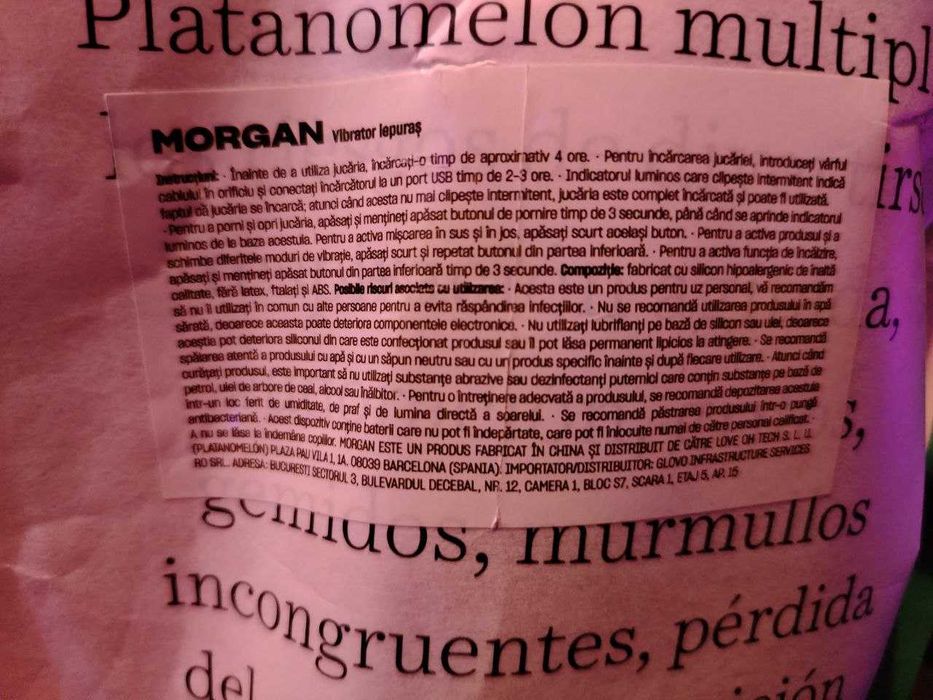 Platanomelon multipl
MORGAN Vibrator Iepuraș
Instrucțiuni: · Înainte de a utiliza jucăria, încărcați-o timp de aproximativ 4 ore. · Pentru încărcarea jucăriei, introduceți vârful
cablului în orificiu și conectați încărcătorul la un port USB timp de 2-3 ore. · Indicatorul luminos care clipește intermitent indică
faptul că jucăria se încarcă; atunci când acesta nu mai clipește intermitent, jucăria este complet încărcată și poate fi utilizată.
· Pentru a porni și opri jucăria, apăsați și mențineți apăsat butonul de pornire timp de 3 secunde, până când se aprinde indicatorul
luminos de la baza acestuia. Pentru a activa mișcarea în sus și în jos, apăsați scurt același buton. · Pentru a activa produsul și a
schimbe diferitele moduri de vibrație, apăsați scurt și repetat butonul din partea inferioară. · Pentru a activa funcția de încălzire,
apăsați și mențineți apăsat butonul din partea inferioară timp de 3 secunde. Compoziție: fabricat cu silicon hipoalergenic de înaltă
calitate, fără latex, ftalați și ABS. Posibile riscuri asociate cu utilizarea: · Acesta este un produs pentru uz personal, vă recomandăm
să nu îl utilizați în comun cu alte persoane pentru a evita răspândirea infecțiilor. · Nu se recomandă utilizarea produsului în apă
sărată, deoarece aceasta poate deteriora componentele electronice. · Nu utilizați lubrifianți pe bază de silicon sau ulei, deoarece
aceștia pot deteriora siliconul din care este confecționat produsul sau îl pot lăsa permanent lipicios la atingere. · Se recomandă
spălarea atentă a produsului cu apă și cu un săpun neutru sau cu un produs specific înainte și după fiecare utilizare. · Atunci când
curățați produsul, este important să nu utilizați substanțe abrazive sau dezinfectanți puternici care conțin substanțe pe bază de
petrol, ulei de arbore de ceai, alcool sau înălbitor. · Pentru o întreținere adecvată a produsului, se recomandă depozitarea acestuia
într-un loc ferit de umiditate, de praf și de lumina directă a soarelui. · Se recomandă păstrarea produsului într-o pungă
antibacteriană. · Acest dispozitiv conține baterii care nu pot fi îndepărtate, care pot fi înlocuite numai de către personal calificat. ·
A nu se lăsa la îndemâna copiilor. MORGAN ESTE UN PRODUS FABRICAT ÎN CHINA ȘI DISTRIBUIT DE CĂTRE LOVE OH TECH S. L. U.
(PLATANOMELÓN) PLAZA PAU VILA 1, 1A, 08039 BARCELONA (SPANIA). IMPORTATOR/DISTRIBUITOR: GLOVO INFRASTRUCTURE SERVICES
RO SRL. ADRESA: BUCUREȘTI SECTORUL 3, BULEVARDUL DECEBAL, NR. 12, CAMERA 1, BLOC S7, SCARA 1, ETAJ 5, AP. 15
irs
a,
s,
gemidos, murmullos
incongruentes, pérdida
del
ición